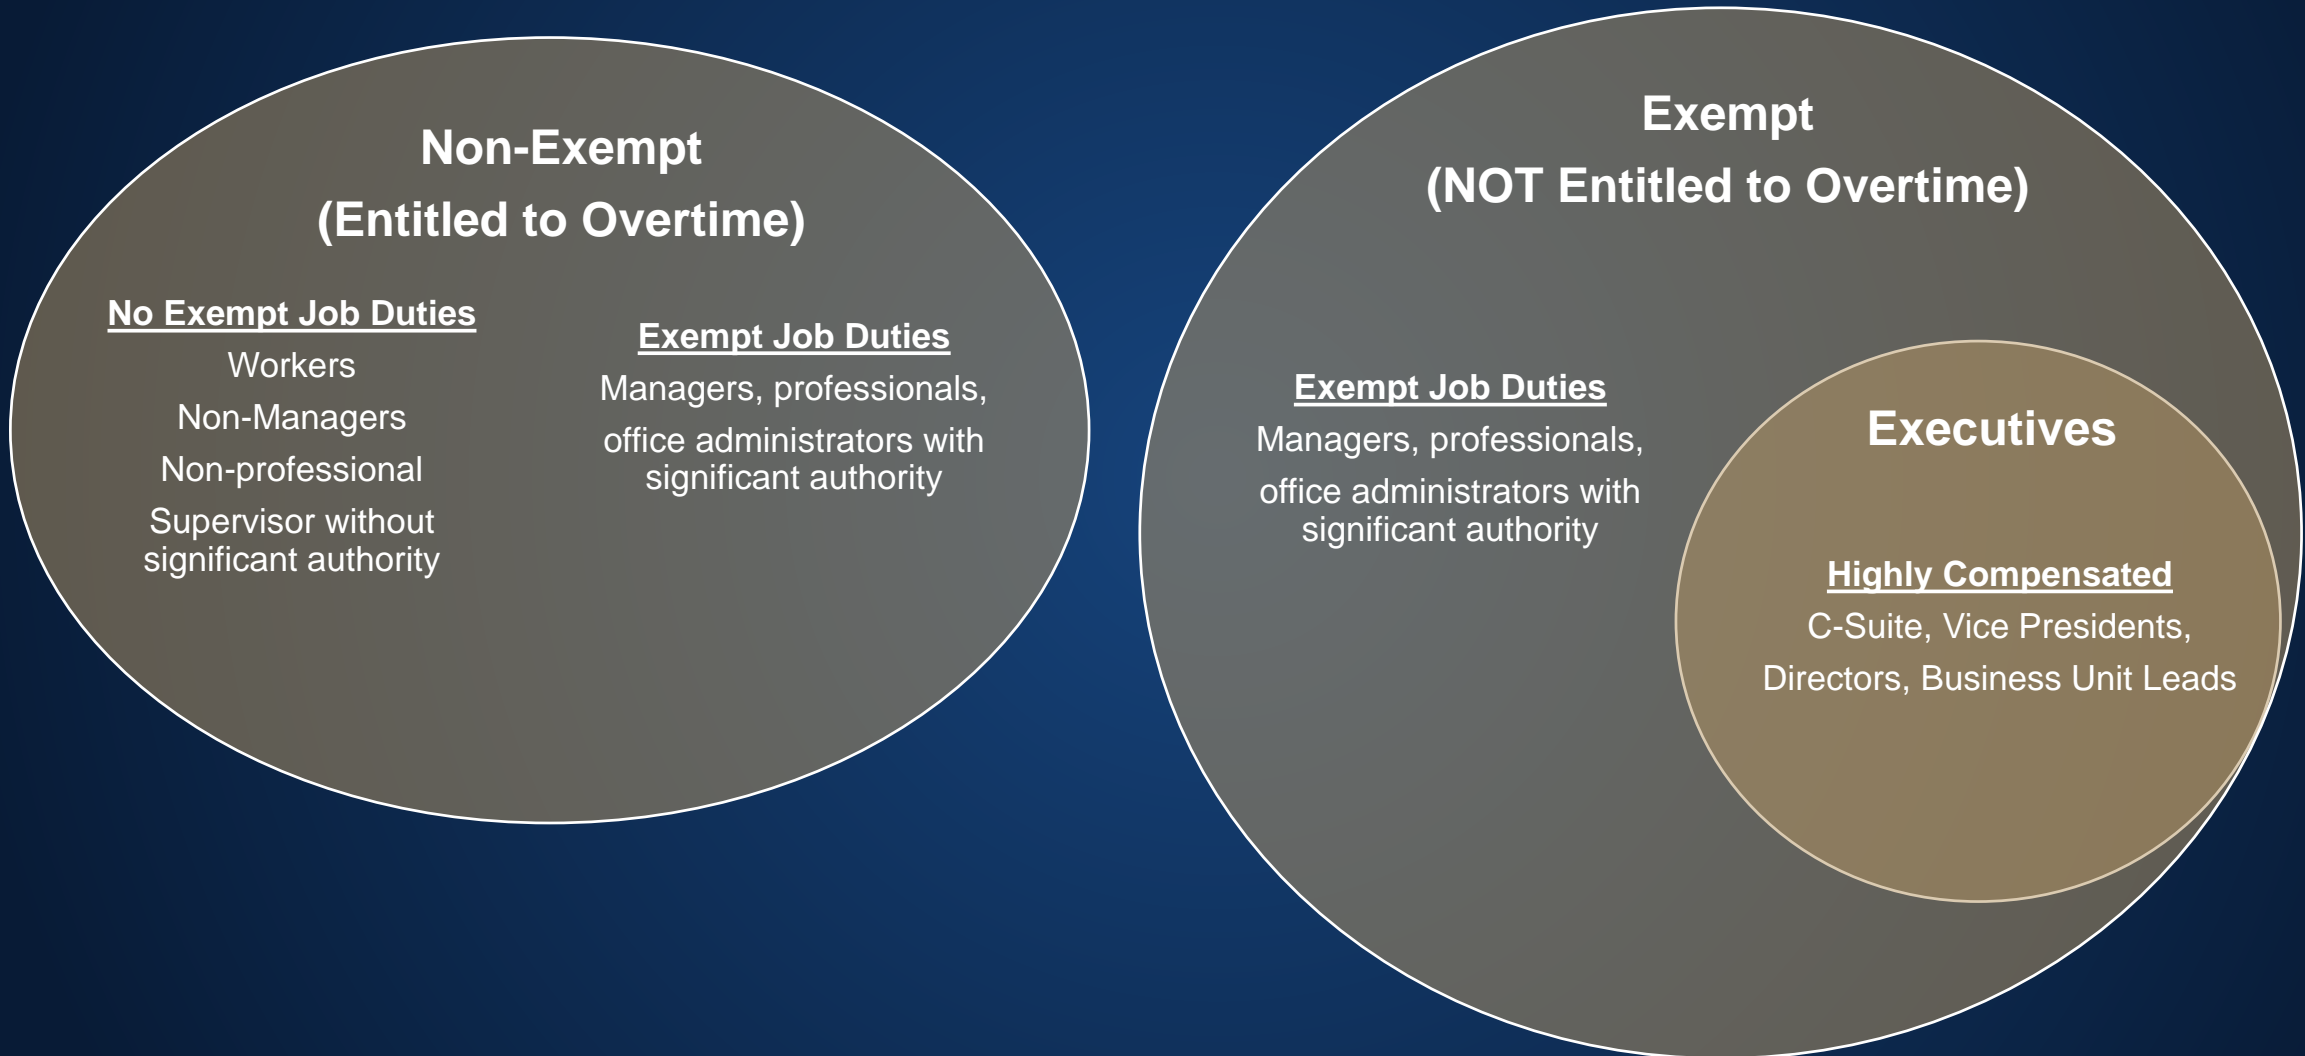 Non-Exempt
(Entitled to Overtime)
No Exempt Job Duties
Workers
Non-Managers
Non-professional
Supervisor without
significant authority
Exempt Job Duties
Managers, professionals,
office administrators with
significant authority
Exempt
(NOT Entitled to Overtime)
Exempt Job Duties
Managers, professionals,
office administrators with
significant authority
Executives
Highly Compensated
C-Suite, Vice Presidents,
Directors, Business Unit Leads